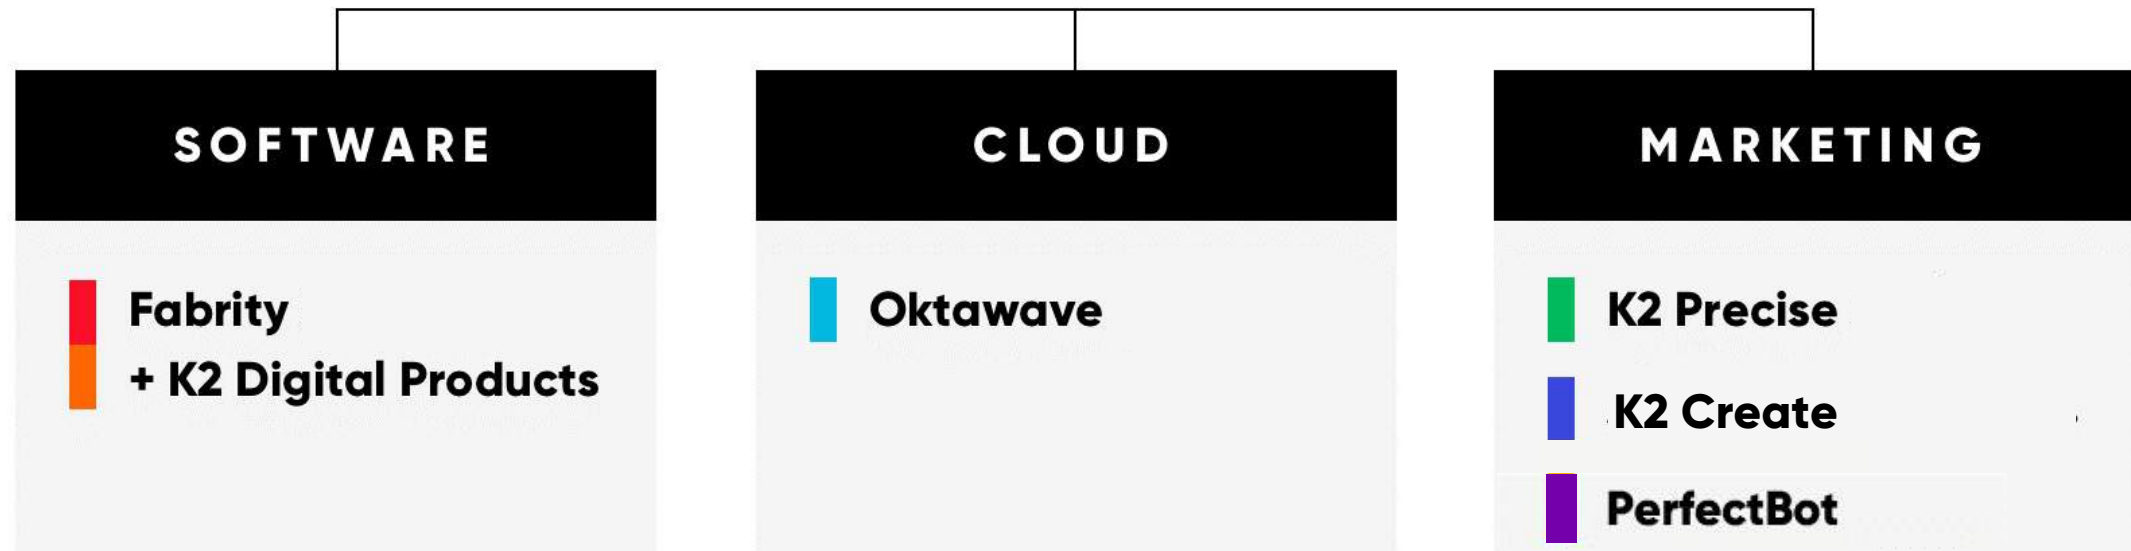 SOFTWARE
Fabrity
+ K2 Digital Products
CLOUD
Oktawave
MARKETING
K2 Precise
K2 Create
PerfectBot